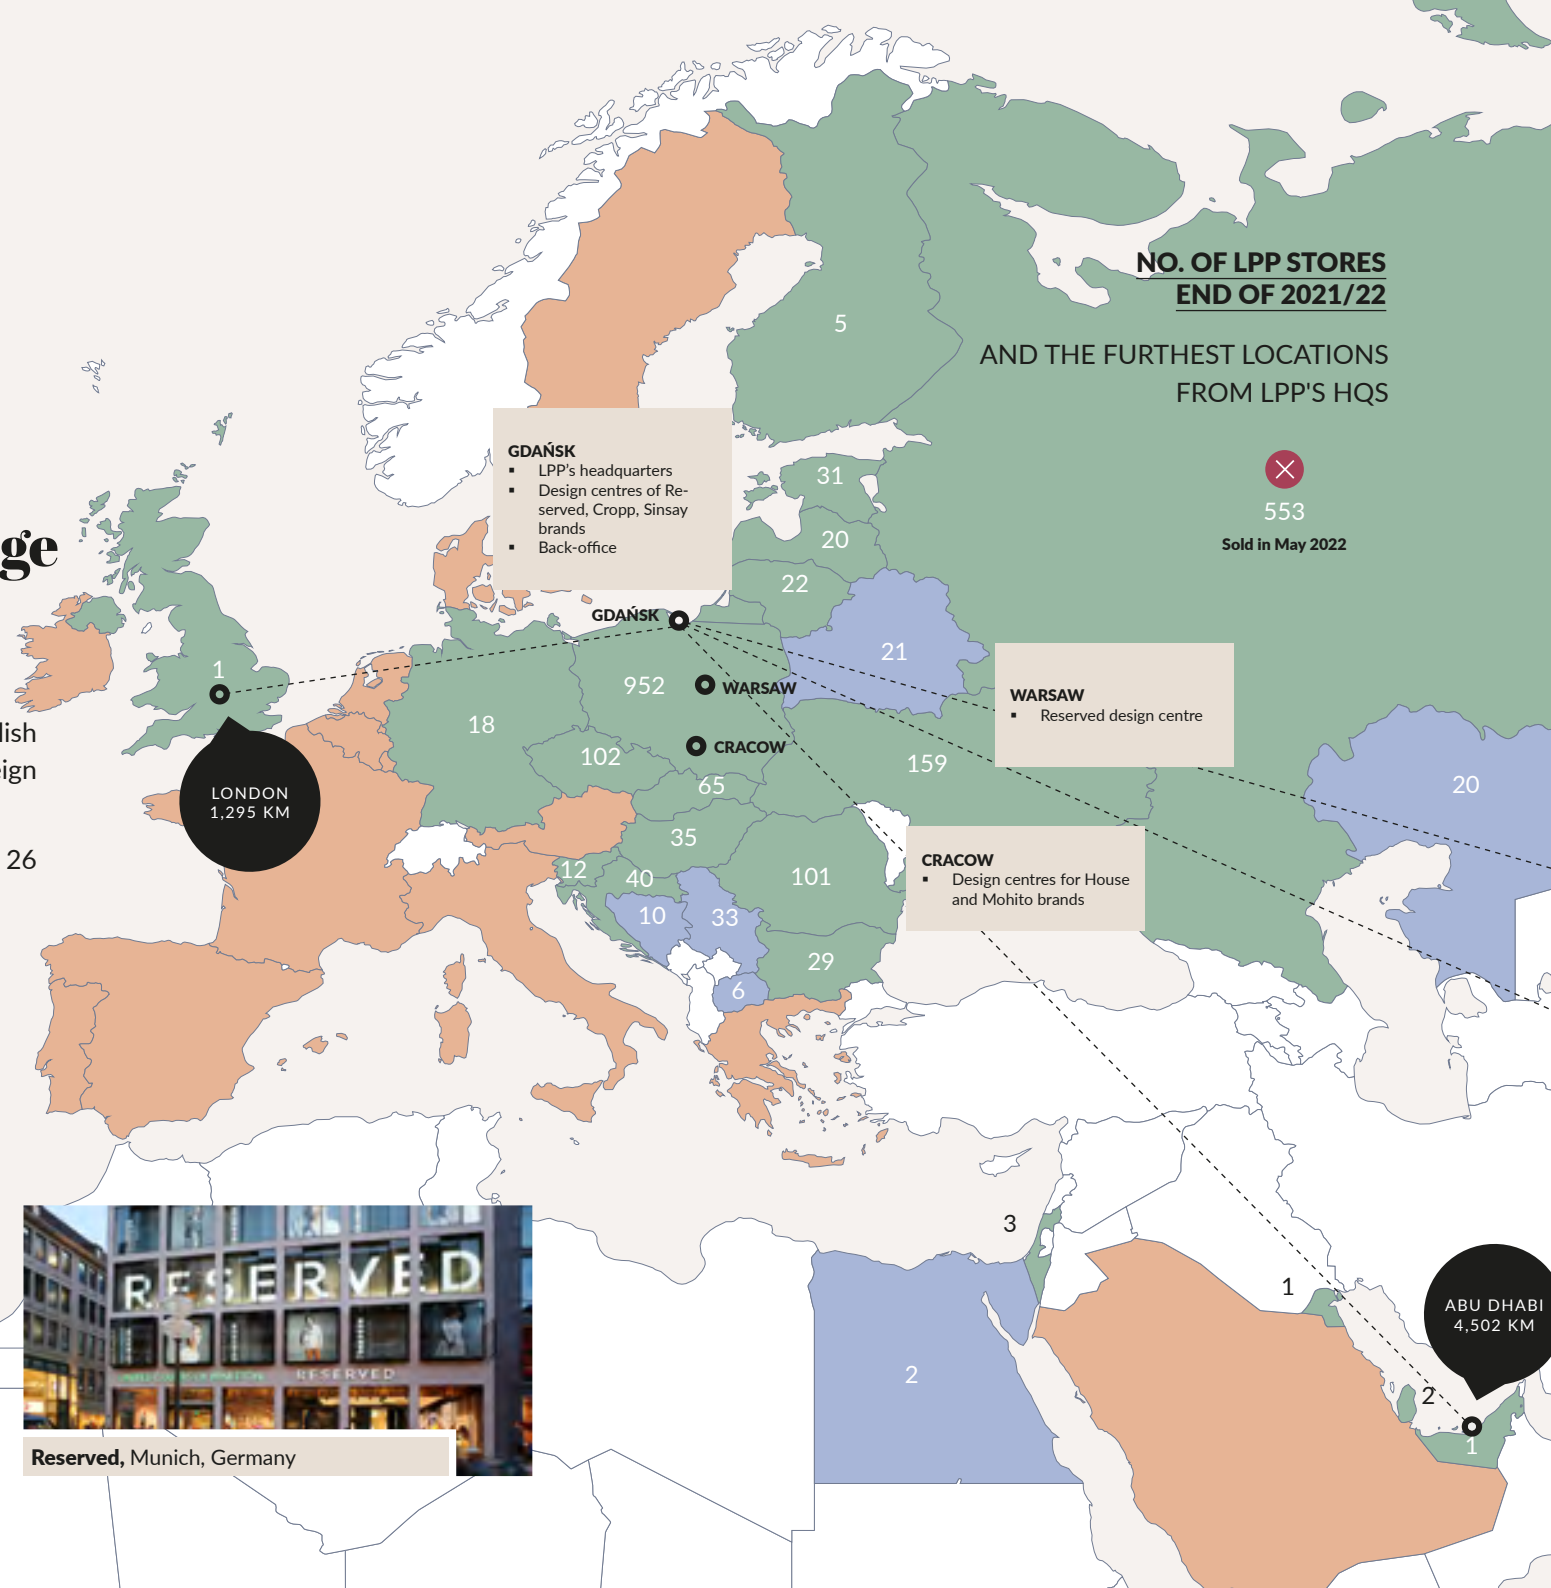 NO. OF LPP STORES
END OF 2021/22
AND THE FURTHEST LOCATIONS
FROM LPP'S HQS
553
Sold in May 2022
5
GDAŃSK
▪ LPP's headquarters
▪ Design centres of Re-
served, Cropp, Sinsay
brands
▪ Back-office
31
20
22
ge
GDAŃSK
21
1
952
WARSAW
WARSAW
▪ Reserved design centre
18
lish
eign
26
102
CRACOW
159
65
20
LONDON
1,295 KM
35
12
40
101
CRACOW
▪ Design centres for House
and Mohito brands
10
33
29
6
3
1
ABU DHABI
4,502 KM
2
2
1
RESERVED
RESERVED
Reserved, Munich, Germany